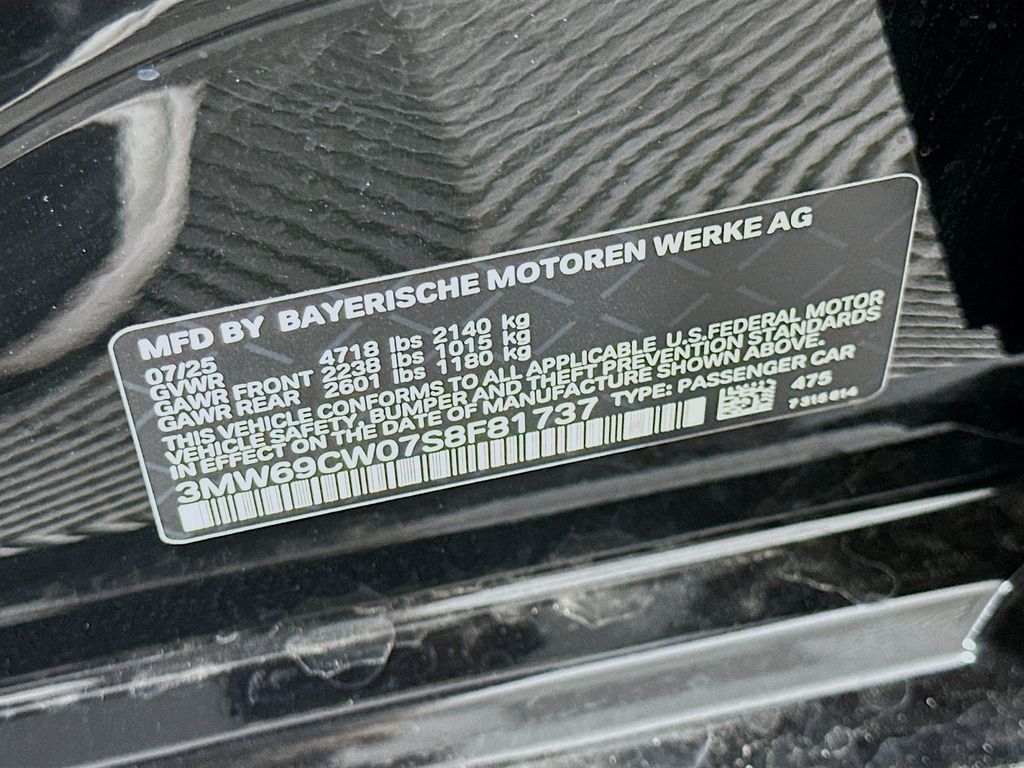 MFD BY BAYERISCHE MOTOREN WERKE AG
07/25
GVWR 4718 lbs 2140 kg
GAWR FRONT 2238 lbs 1015 kg
GAWR REAR 2601 lbs 1180 kg
THIS VEHICLE CONFORMS TO ALL APPLICABLE U.S.FEDERAL MOTOR
VEHICLE SAFETY, BUMPER AND THEFT PREVENTION STANDARDS
IN EFFECT ON THE DATE OF MANUFACTURE SHOWN ABOVE.
3MW69CW07S8F81737 TYPE: PASSENGER CAR
475